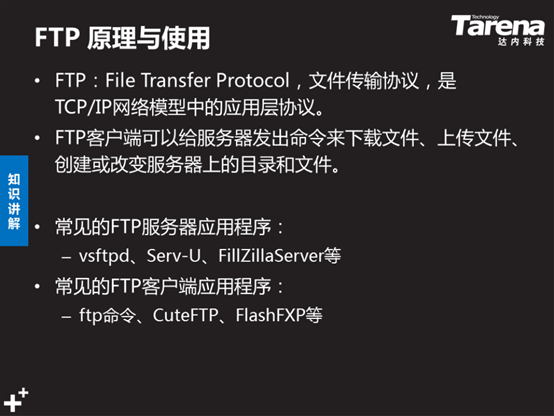 FTP 原理与使用
Technology
Tarena
达内科技
• FTP：File Transfer Protocol，文件传输协议，是
TCP/IP网络模型中的应用层协议。
• FTP客户端可以给服务器发出命令来下载文件、上传文件、
创建或改变服务器上的目录和文件。
知识讲解
• 常见的FTP服务器应用程序：
– vsftpd、Serv-U、FillZillaServer等
• 常见的FTP客户端应用程序：
– ftp命令、CuteFTP、FlashFXP等